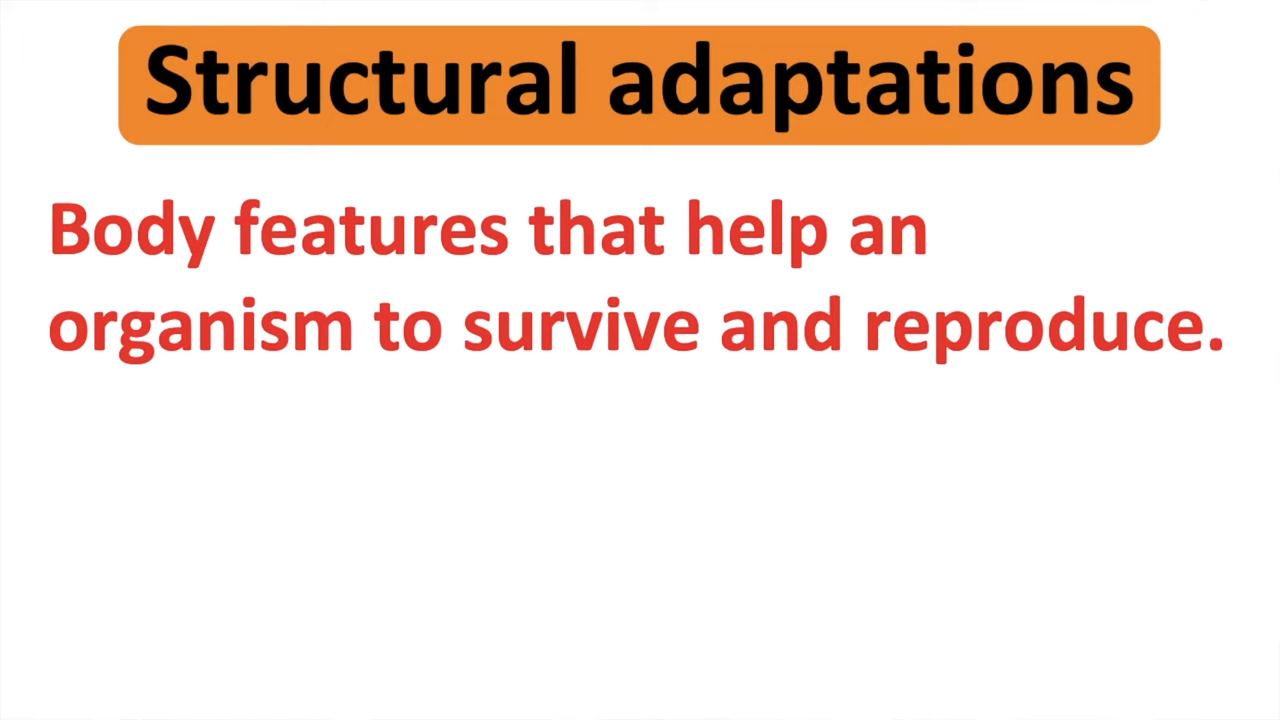 Structural adaptations
Body features that help an
organism to survive and reproduce.